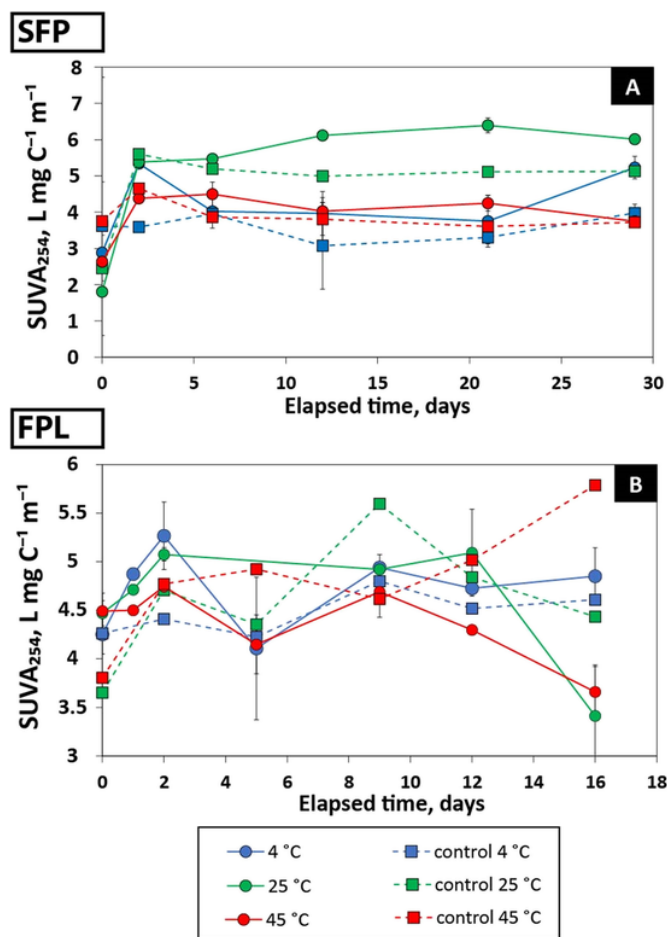 SFP
A
SUVA₂₅₄, L mg C⁻¹ m⁻¹
8
7
6
5
4
3
2
1
0
0 5 10 15 20 25 30
Elapsed time, days
FPL
B
SUVA₂₅₄, L mg C⁻¹ m⁻¹
6
5.5
5
4.5
4
3.5
3
0 2 4 6 8 10 12 14 16 18
Elapsed time, days
4 °C control 4 °C
25 °C control 25 °C
45 °C control 45 °C